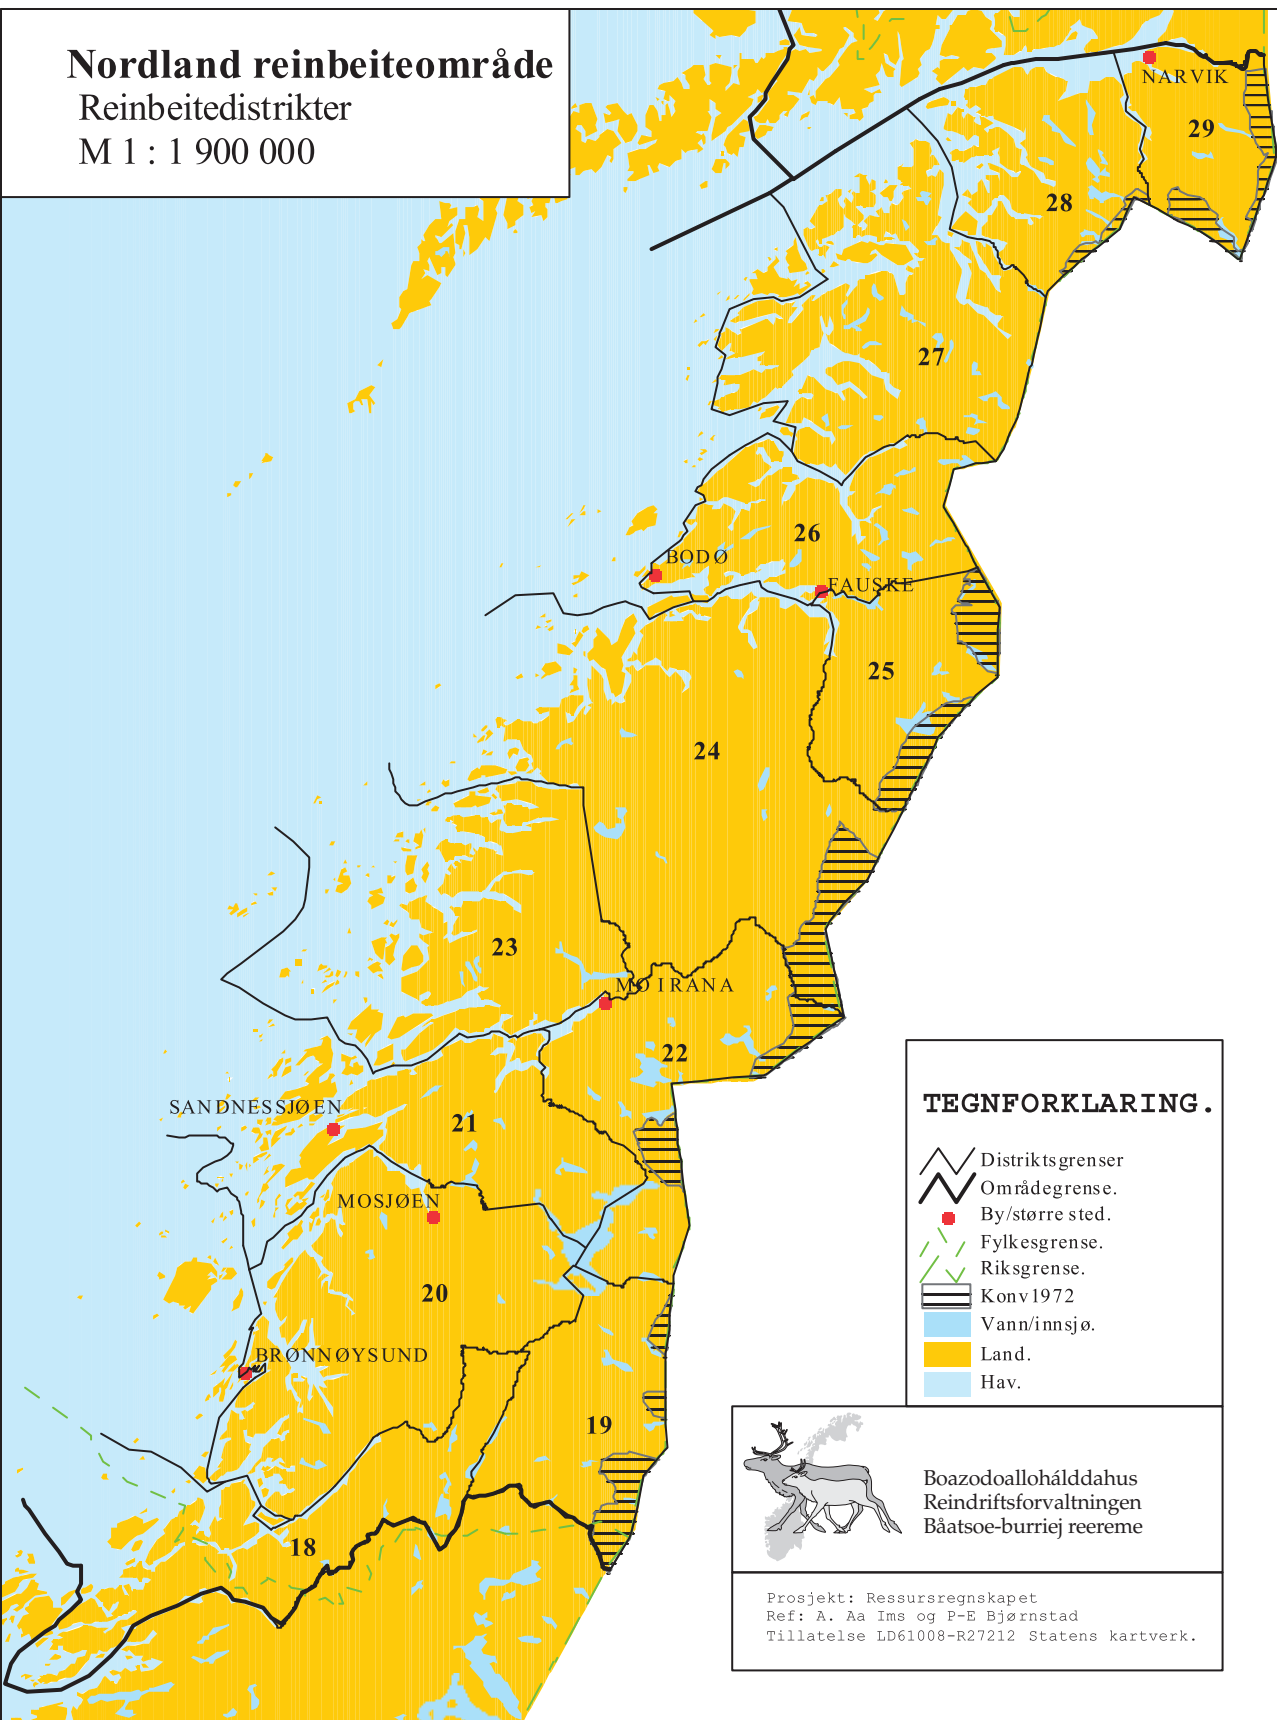 Nordland reinbeiteområde
Reinbeitedistrikter
M 1 : 1 900 000
NARVIK
29
28
27
26
BODØ
FAUSKE
25
24
23
MO I RANA
22
SANDNESSJØEN
21
MOSJØEN
20
BRØNNØYSUND
19
18
TEGNFORKLARING.
Distriktsgrenser
Områdegrense.
By/større sted.
Fylkesgrense.
Riksgrense.
Konv1972
Vann/innsjø.
Land.
Hav.
Boazodoallohálddahus
Reindriftsforvaltningen
Båatsoe-burriej reereme
Prosjekt: Ressursregnskapet
Ref: A. Aa Ims og P-E Bjørnstad
Tillatelse LD61008-R27212 Statens kartverk.